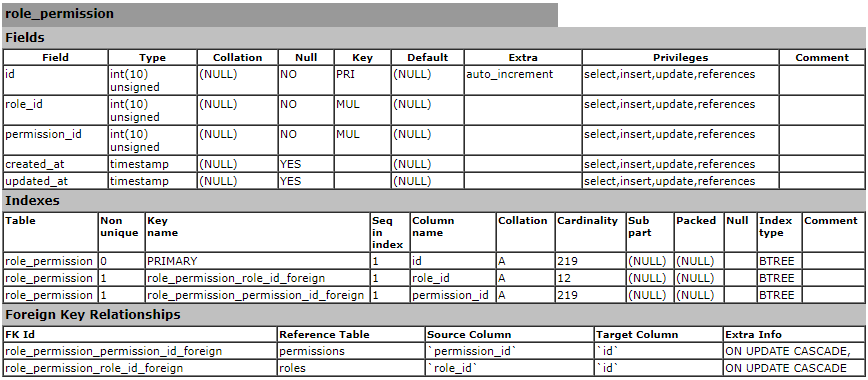 role_permission
Fields
Field Type Collation Null Key Default Extra Privileges Comment
id int(10) unsigned (NULL) NO PRI (NULL) auto_increment select,insert,update,references
role_id int(10) unsigned (NULL) NO MUL (NULL) select,insert,update,references
permission_id int(10) unsigned (NULL) NO MUL (NULL) select,insert,update,references
created_at timestamp (NULL) YES (NULL) select,insert,update,references
updated_at timestamp (NULL) YES (NULL) select,insert,update,references
Indexes
Table Non unique Key name Seq in index Column name Collation Cardinality Sub part Packed Null Index type Comment
role_permission 0 PRIMARY 1 id A 219 (NULL) (NULL) BTREE
role_permission 1 role_permission_role_id_foreign 1 role_id A 12 (NULL) (NULL) BTREE
role_permission 1 role_permission_permission_id_foreign 1 permission_id A 219 (NULL) (NULL) BTREE
Foreign Key Relationships
FK Id Reference Table Source Column Target Column Extra Info
role_permission_permission_id_foreign permissions `permission_id` `id` ON UPDATE CASCADE,
role_permission_role_id_foreign roles `role_id` `id` ON UPDATE CASCADE